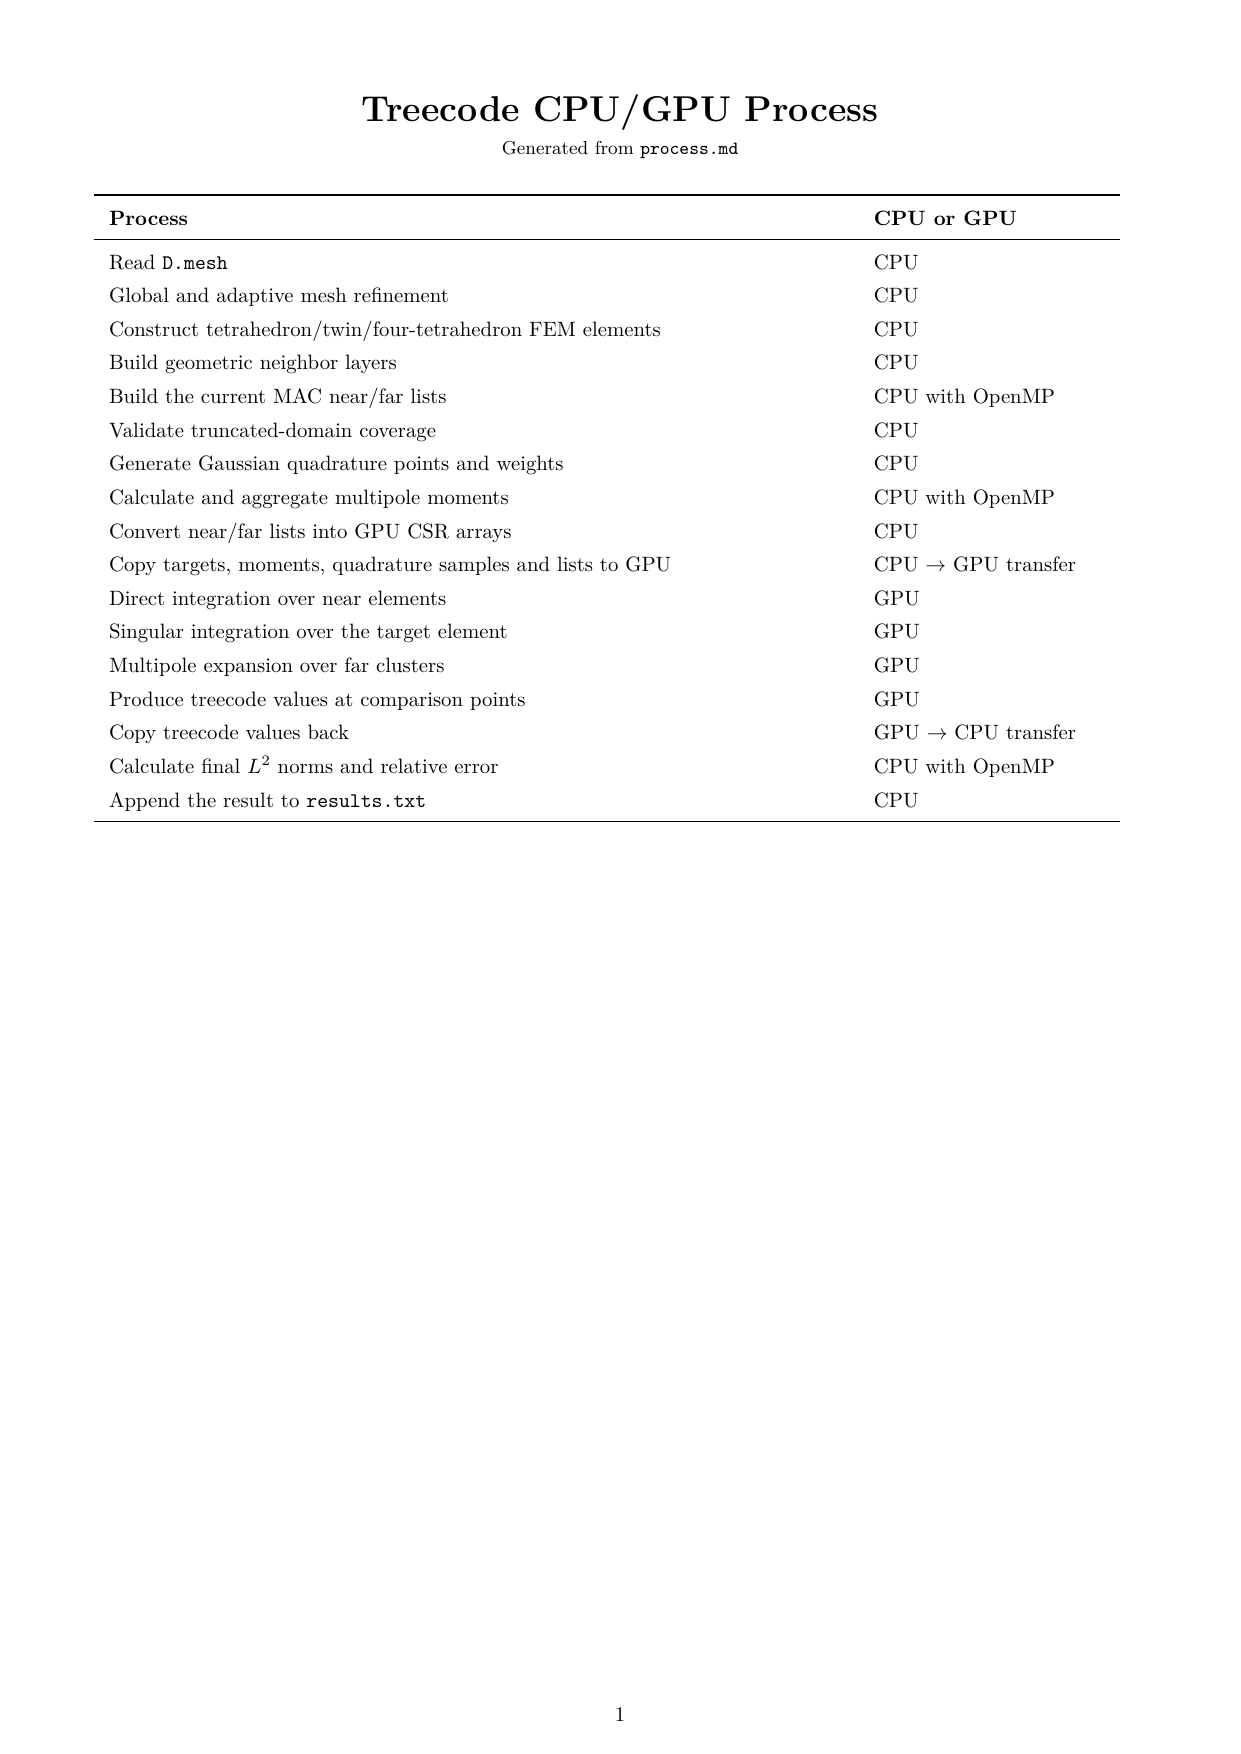 Treecode CPU/GPU Process
Generated from process.md
Process CPU or GPU
Read D.mesh CPU
Global and adaptive mesh refinement CPU
Construct tetrahedron/twin/four-tetrahedron FEM elements CPU
Build geometric neighbor layers CPU
Build the current MAC near/far lists CPU with OpenMP
Validate truncated-domain coverage CPU
Generate Gaussian quadrature points and weights CPU
Calculate and aggregate multipole moments CPU with OpenMP
Convert near/far lists into GPU CSR arrays CPU
Copy targets, moments, quadrature samples and lists to GPU CPU → GPU transfer
Direct integration over near elements GPU
Singular integration over the target element GPU
Multipole expansion over far clusters GPU
Produce treecode values at comparison points GPU
Copy treecode values back GPU → CPU transfer
Calculate final L² norms and relative error CPU with OpenMP
Append the result to results.txt CPU
1